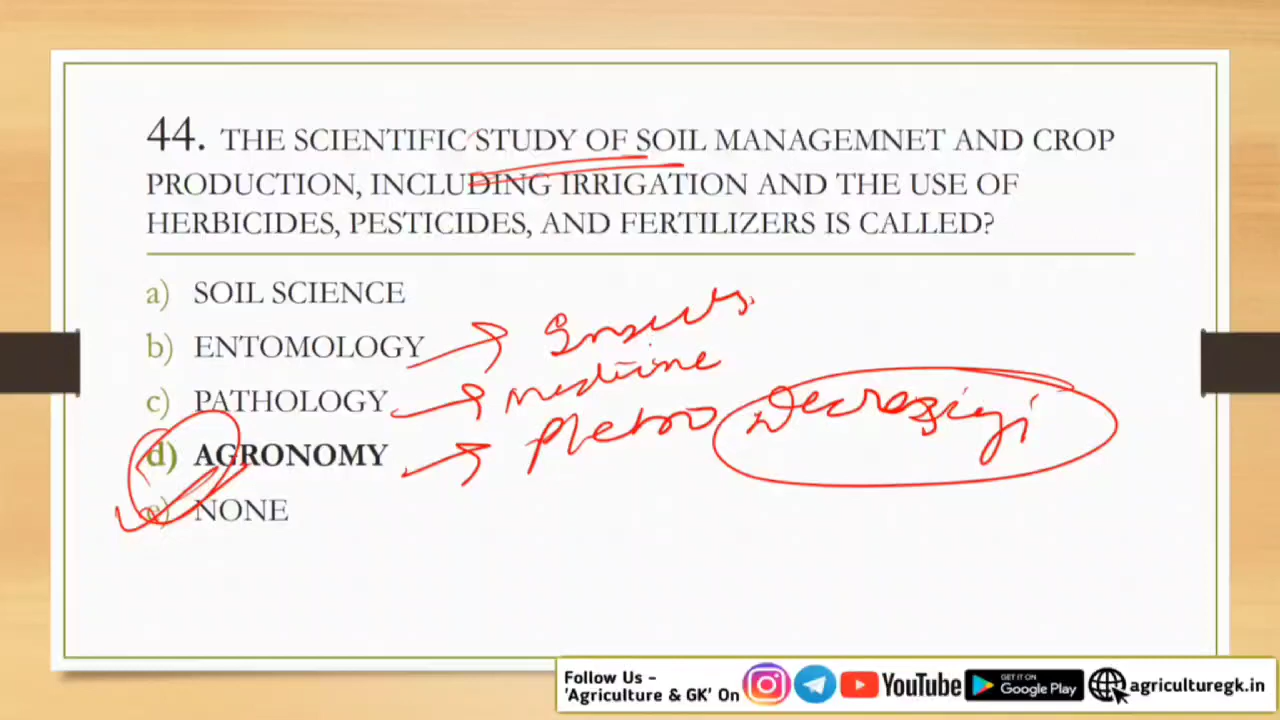 44. THE SCIENTIFIC STUDY OF SOIL MANAGEMNET AND CROP
PRODUCTION, INCLUDING IRRIGATION AND THE USE OF
HERBICIDES, PESTICIDES, AND FERTILIZERS IS CALLED?
a) SOIL SCIENCE
b) ENTOMOLOGY Insects
c) PATHOLOGY Medicine
d) AGRONOMY
e) NONE
Follow Us -
'Agriculture & GK' On
YouTube
GET IT ON
Google Play
agriculturegk.in